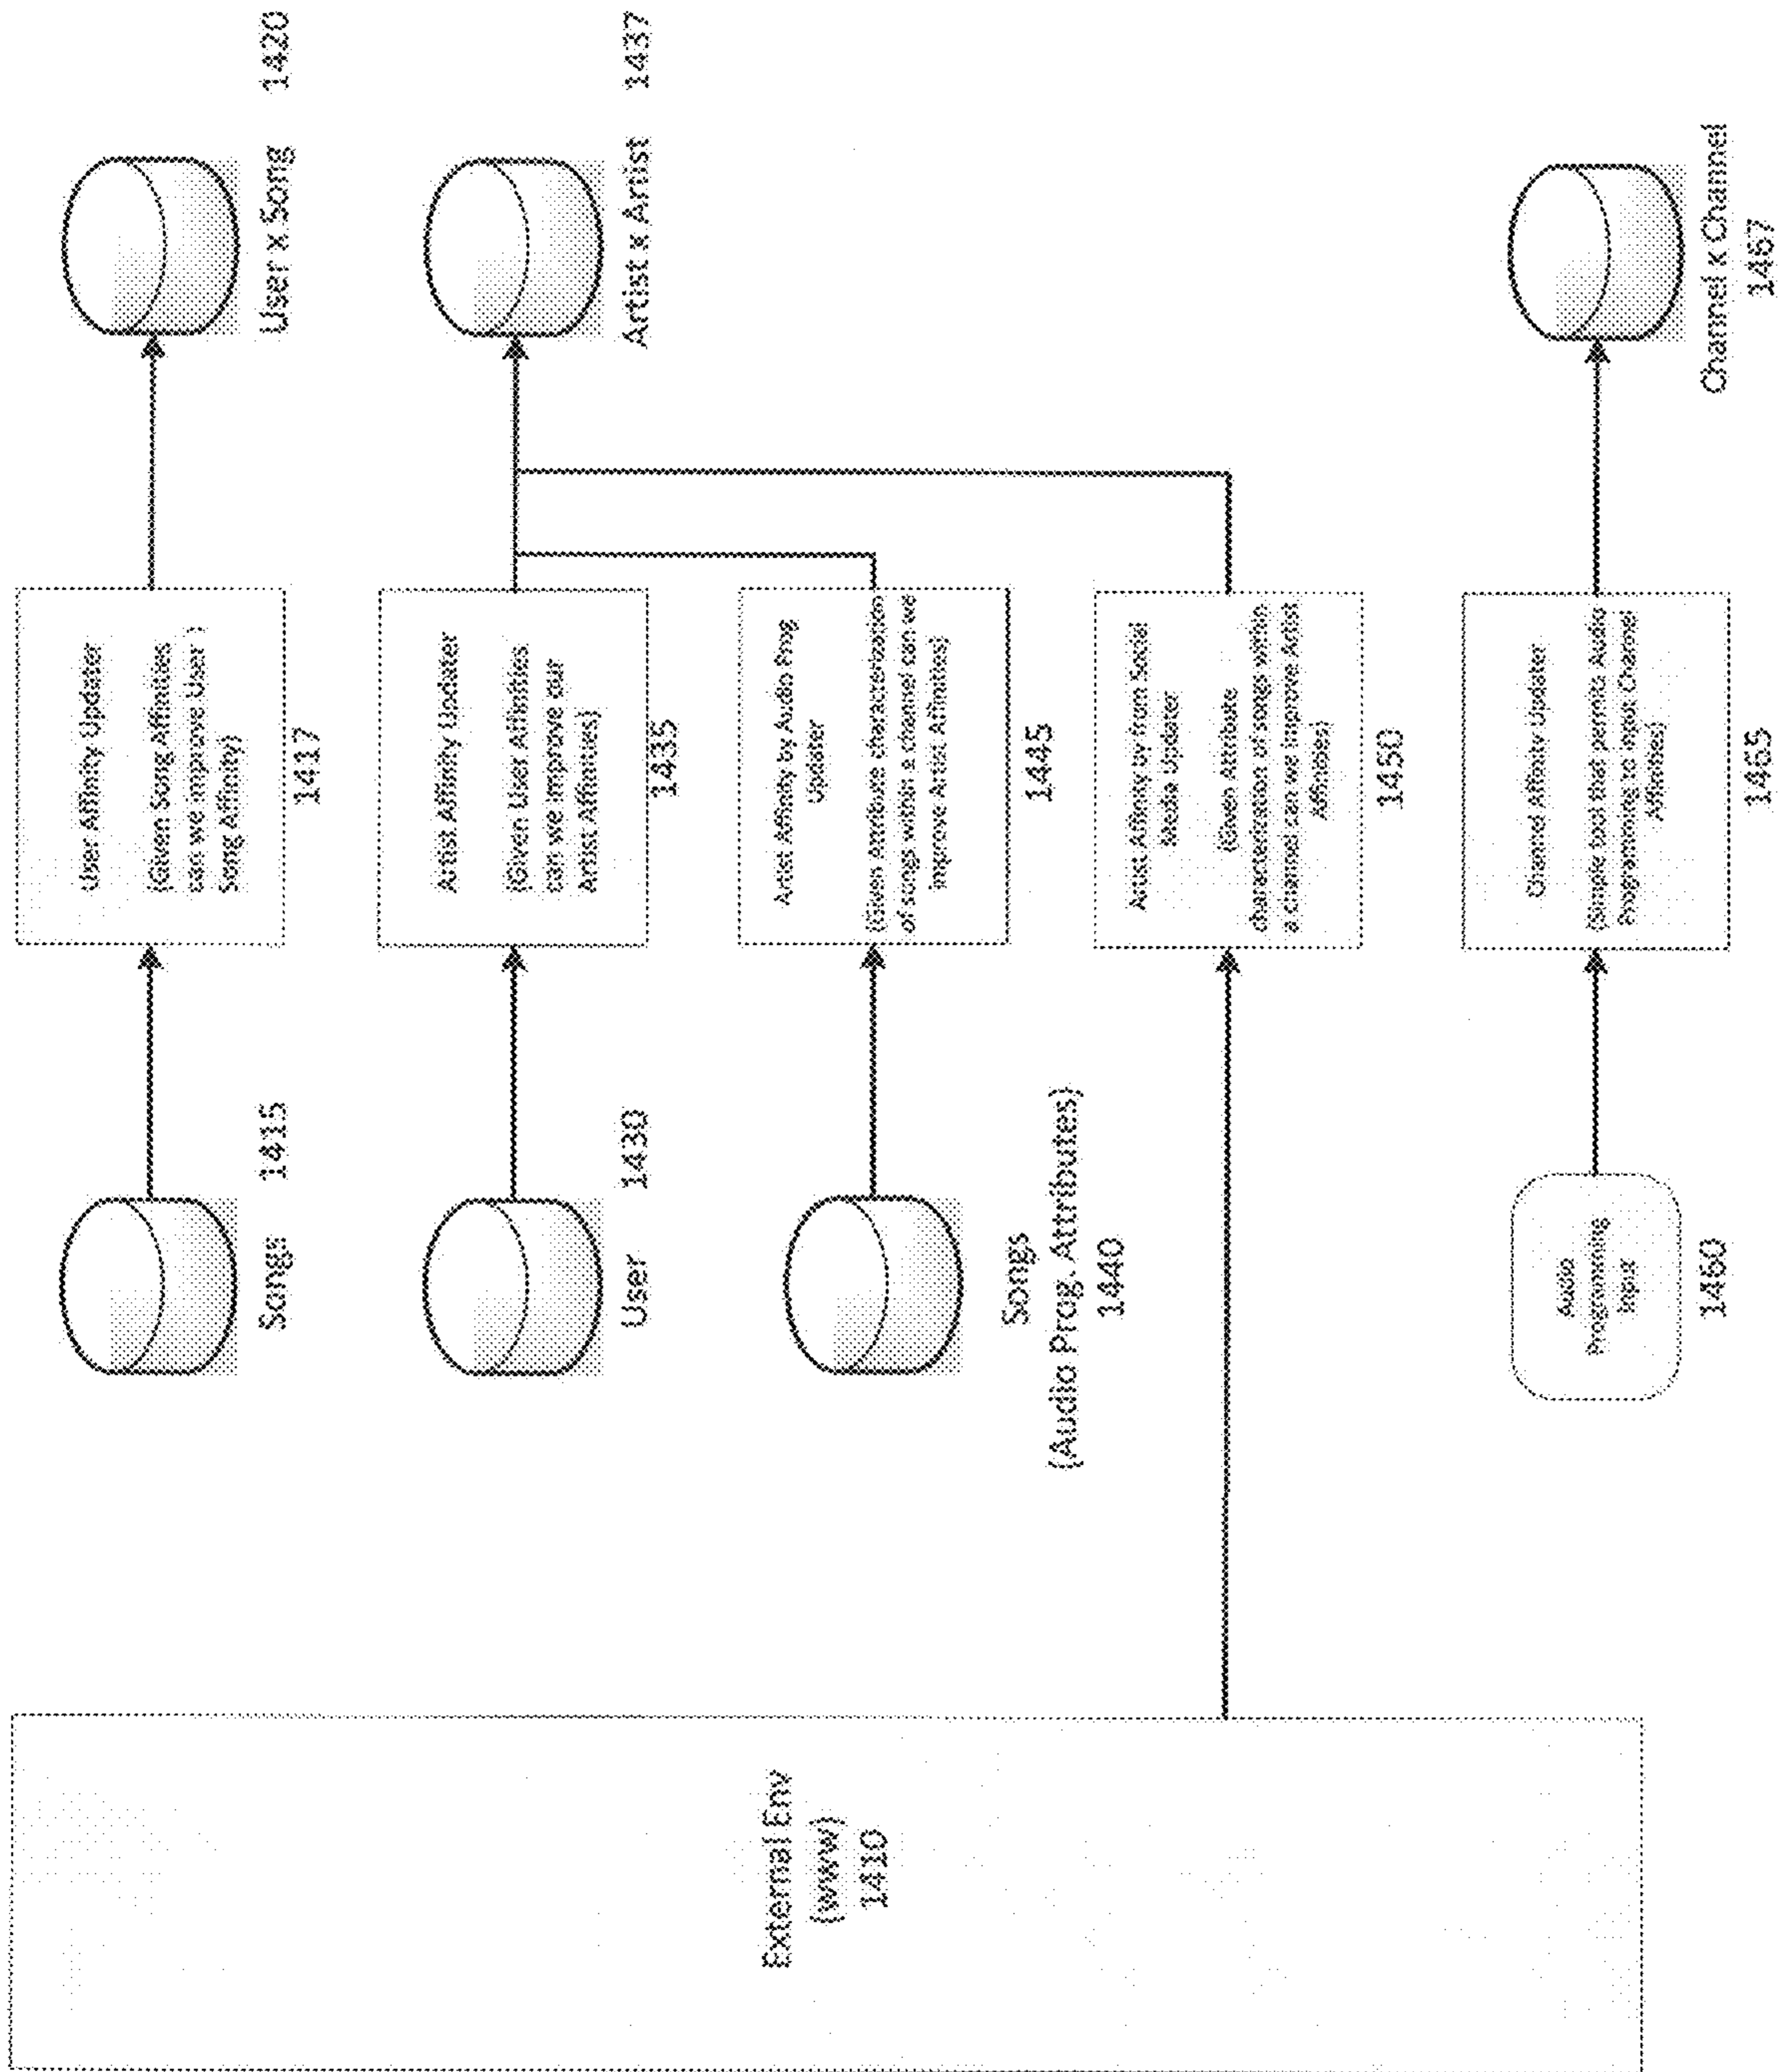 External Env
(www)
1410
Songs 1415
User Affinity Updater
(Given Song Affinities
can we improve User )
Song Affinity)
1417
User x Song 1420
User 1430
Artist Affinity Updater
(Given User Affinities
can we improve our
Artist Affinities)
1435
Artist x Artist 1437
Songs
(Audio Prog. Attributes)
1440
Artist Affinity by Audio Prog
Updater
(Given Attribute characterization
of songs within a channel can we
improve Artist Affinities)
1445
Artist Affinity by from Social
Media Updater
(Given Attribute
characterization of songs within
a channel can we improve Artist
Affinities)
1450
Audio
Programming
Input
1460
Channel Affinity Updater
(Simple tool that permits Audio
Programming to input Channel
Affinities)
1465
Channel x Channel
1467